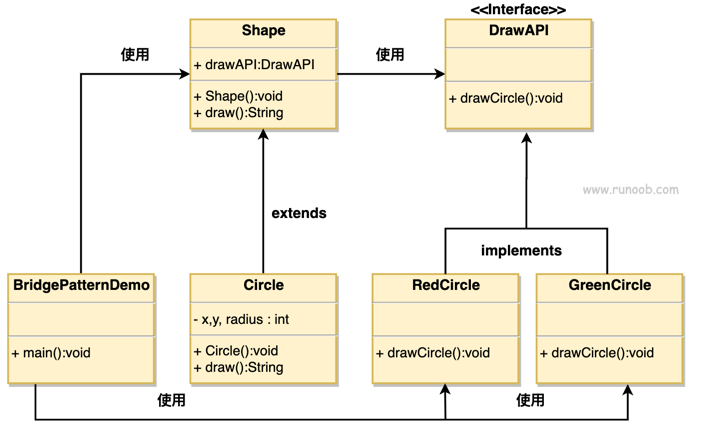 <<Interface>>
Shape
DrawAPI
使用
+ drawAPI:DrawAPI
使用
+ Shape():void
+ draw():String
+ drawCircle():void
www.runoob.com
extends
implements
BridgePatternDemo
Circle
RedCircle
GreenCircle
- x,y, radius : int
+ main():void
+ Circle():void
+ draw():String
+ drawCircle():void
+ drawCircle():void
使用
使用